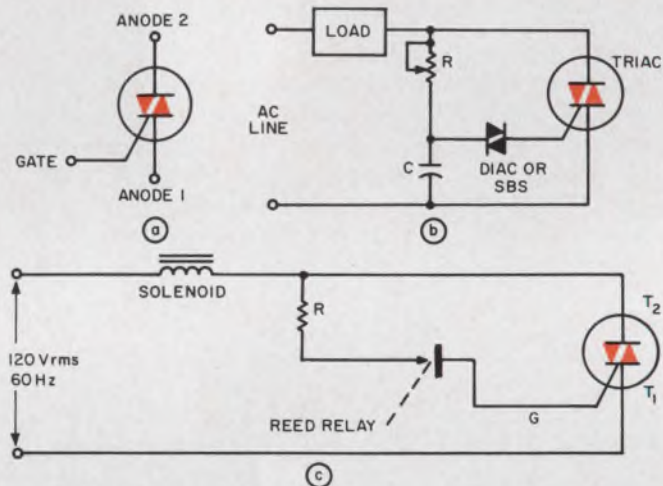 ANODE 2
GATE
ANODE 1
a
LOAD
R
TRIAC
AC
LINE
C
DIAC OR
SBS
b
SOLENOID
R
T2
120 Vrms
60 Hz
T1
REED RELAY
G
c